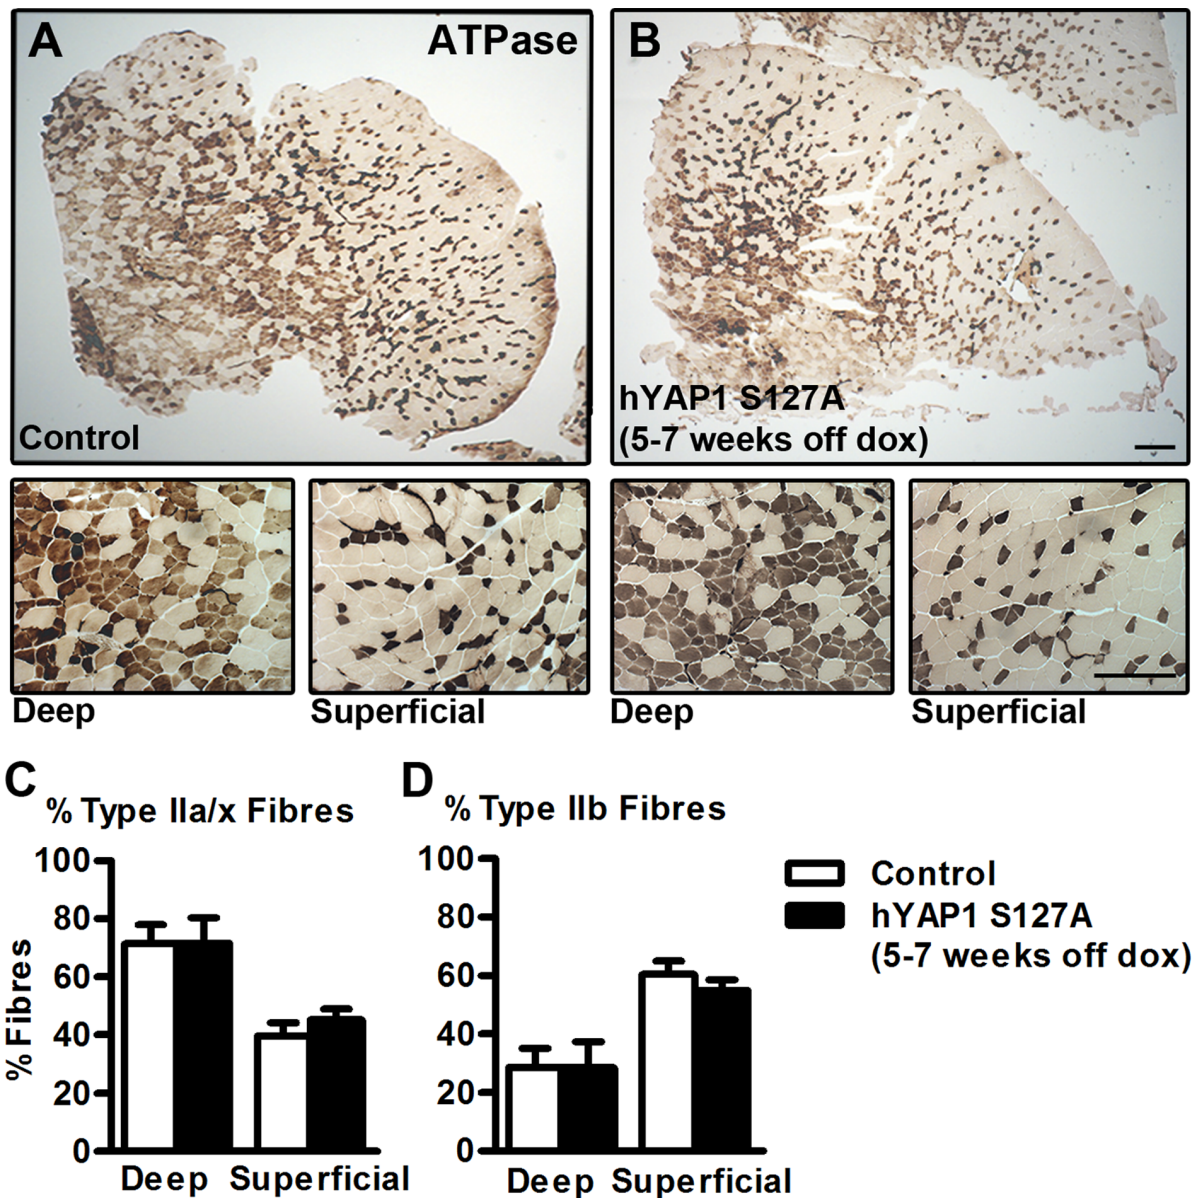 A
ATPase
Control
B
hYAP1 S127A
(5-7 weeks off dox)
Deep
Superficial
Deep
Superficial
C
% Type IIa/x Fibres
% Fibres
100
80
60
40
20
0
Deep
Superficial
D
% Type IIb Fibres
100
80
60
40
20
0
Deep
Superficial
Control
hYAP1 S127A
(5-7 weeks off dox)